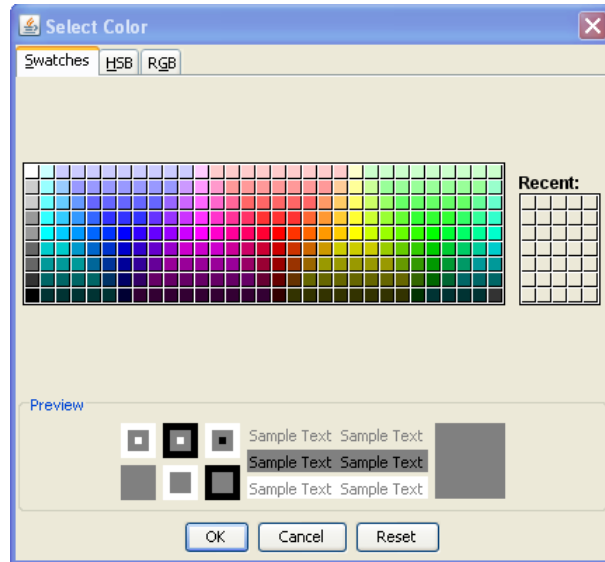 Select Color
Swatches HSB RGB
Recent:
Preview
Sample Text Sample Text
Sample Text Sample Text
Sample Text Sample Text
OK Cancel Reset